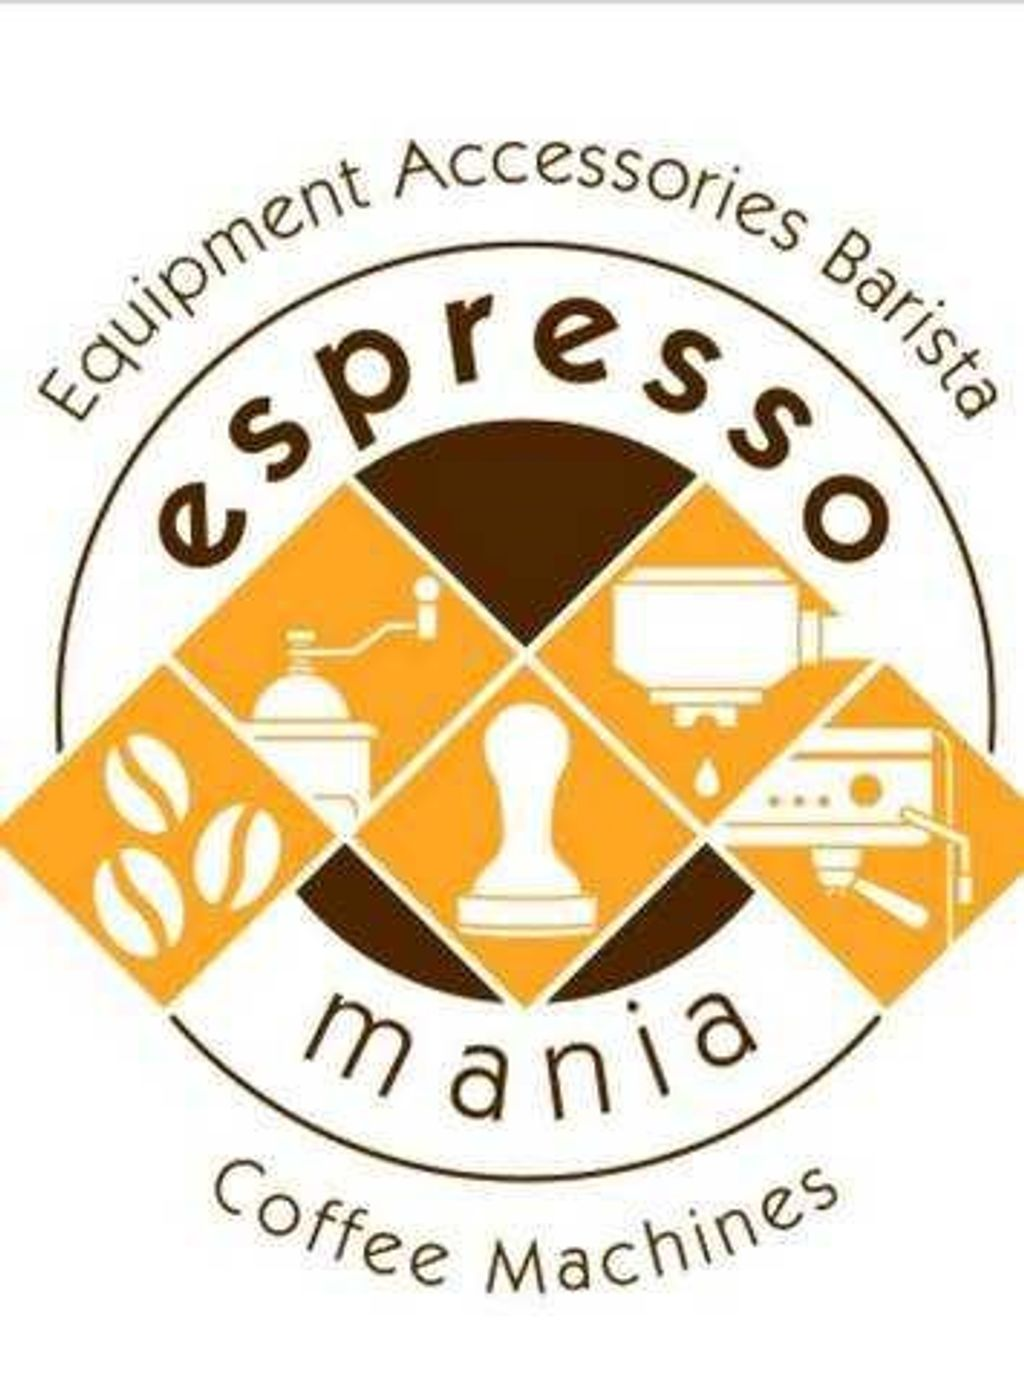 Equipment Accessories Barista
espresso
mania
Coffee Machines